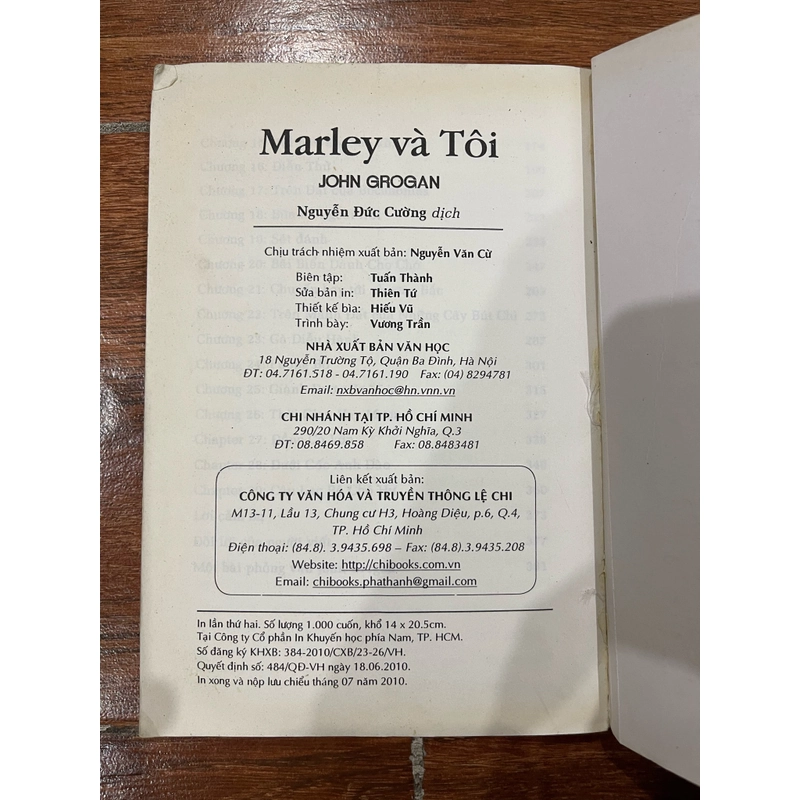 Marley và Tôi
JOHN GROGAN
Nguyễn Đức Cường dịch
Chịu trách nhiệm xuất bản: Nguyễn Văn Cừ
Biên tập: Tuấn Thành
Sửa bản in: Thiên Tứ
Thiết kế bìa: Hiếu Vũ
Trình bày: Vương Trần
NHÀ XUẤT BẢN VĂN HỌC
18 Nguyễn Trường Tộ, Quận Ba Đình, Hà Nội
ĐT: 04.7161.518 - 04.7161.190 Fax: (04) 8294781
Email: nxbvanhoc@hn.vnn.vn
CHI NHÁNH TẠI TP. HỒ CHÍ MINH
290/20 Nam Kỳ Khởi Nghĩa, Q.3
ĐT: 08.8469.858 Fax: 08.8483481
Liên kết xuất bản:
CÔNG TY VĂN HÓA VÀ TRUYỀN THÔNG LỆ CHI
M13-11, Lầu 13, Chung cư H3, Hoàng Diệu, p.6, Q.4,
TP. Hồ Chí Minh
Điện thoại: (84.8). 3.9435.698 – Fax: (84.8).3.9435.208
Website: http://chibooks.com.vn
Email: chibooks.phathanh@gmail.com
In lần thứ hai. Số lượng 1.000 cuốn, khổ 14 x 20.5cm.
Tại Công ty Cổ phần In Khuyến học phía Nam, TP. HCM.
Số đăng ký KHXB: 384-2010/CXB/23-26/VH.
Quyết định số: 484/QĐ-VH ngày 18.06.2010.
In xong và nộp lưu chiểu tháng 07 năm 2010.